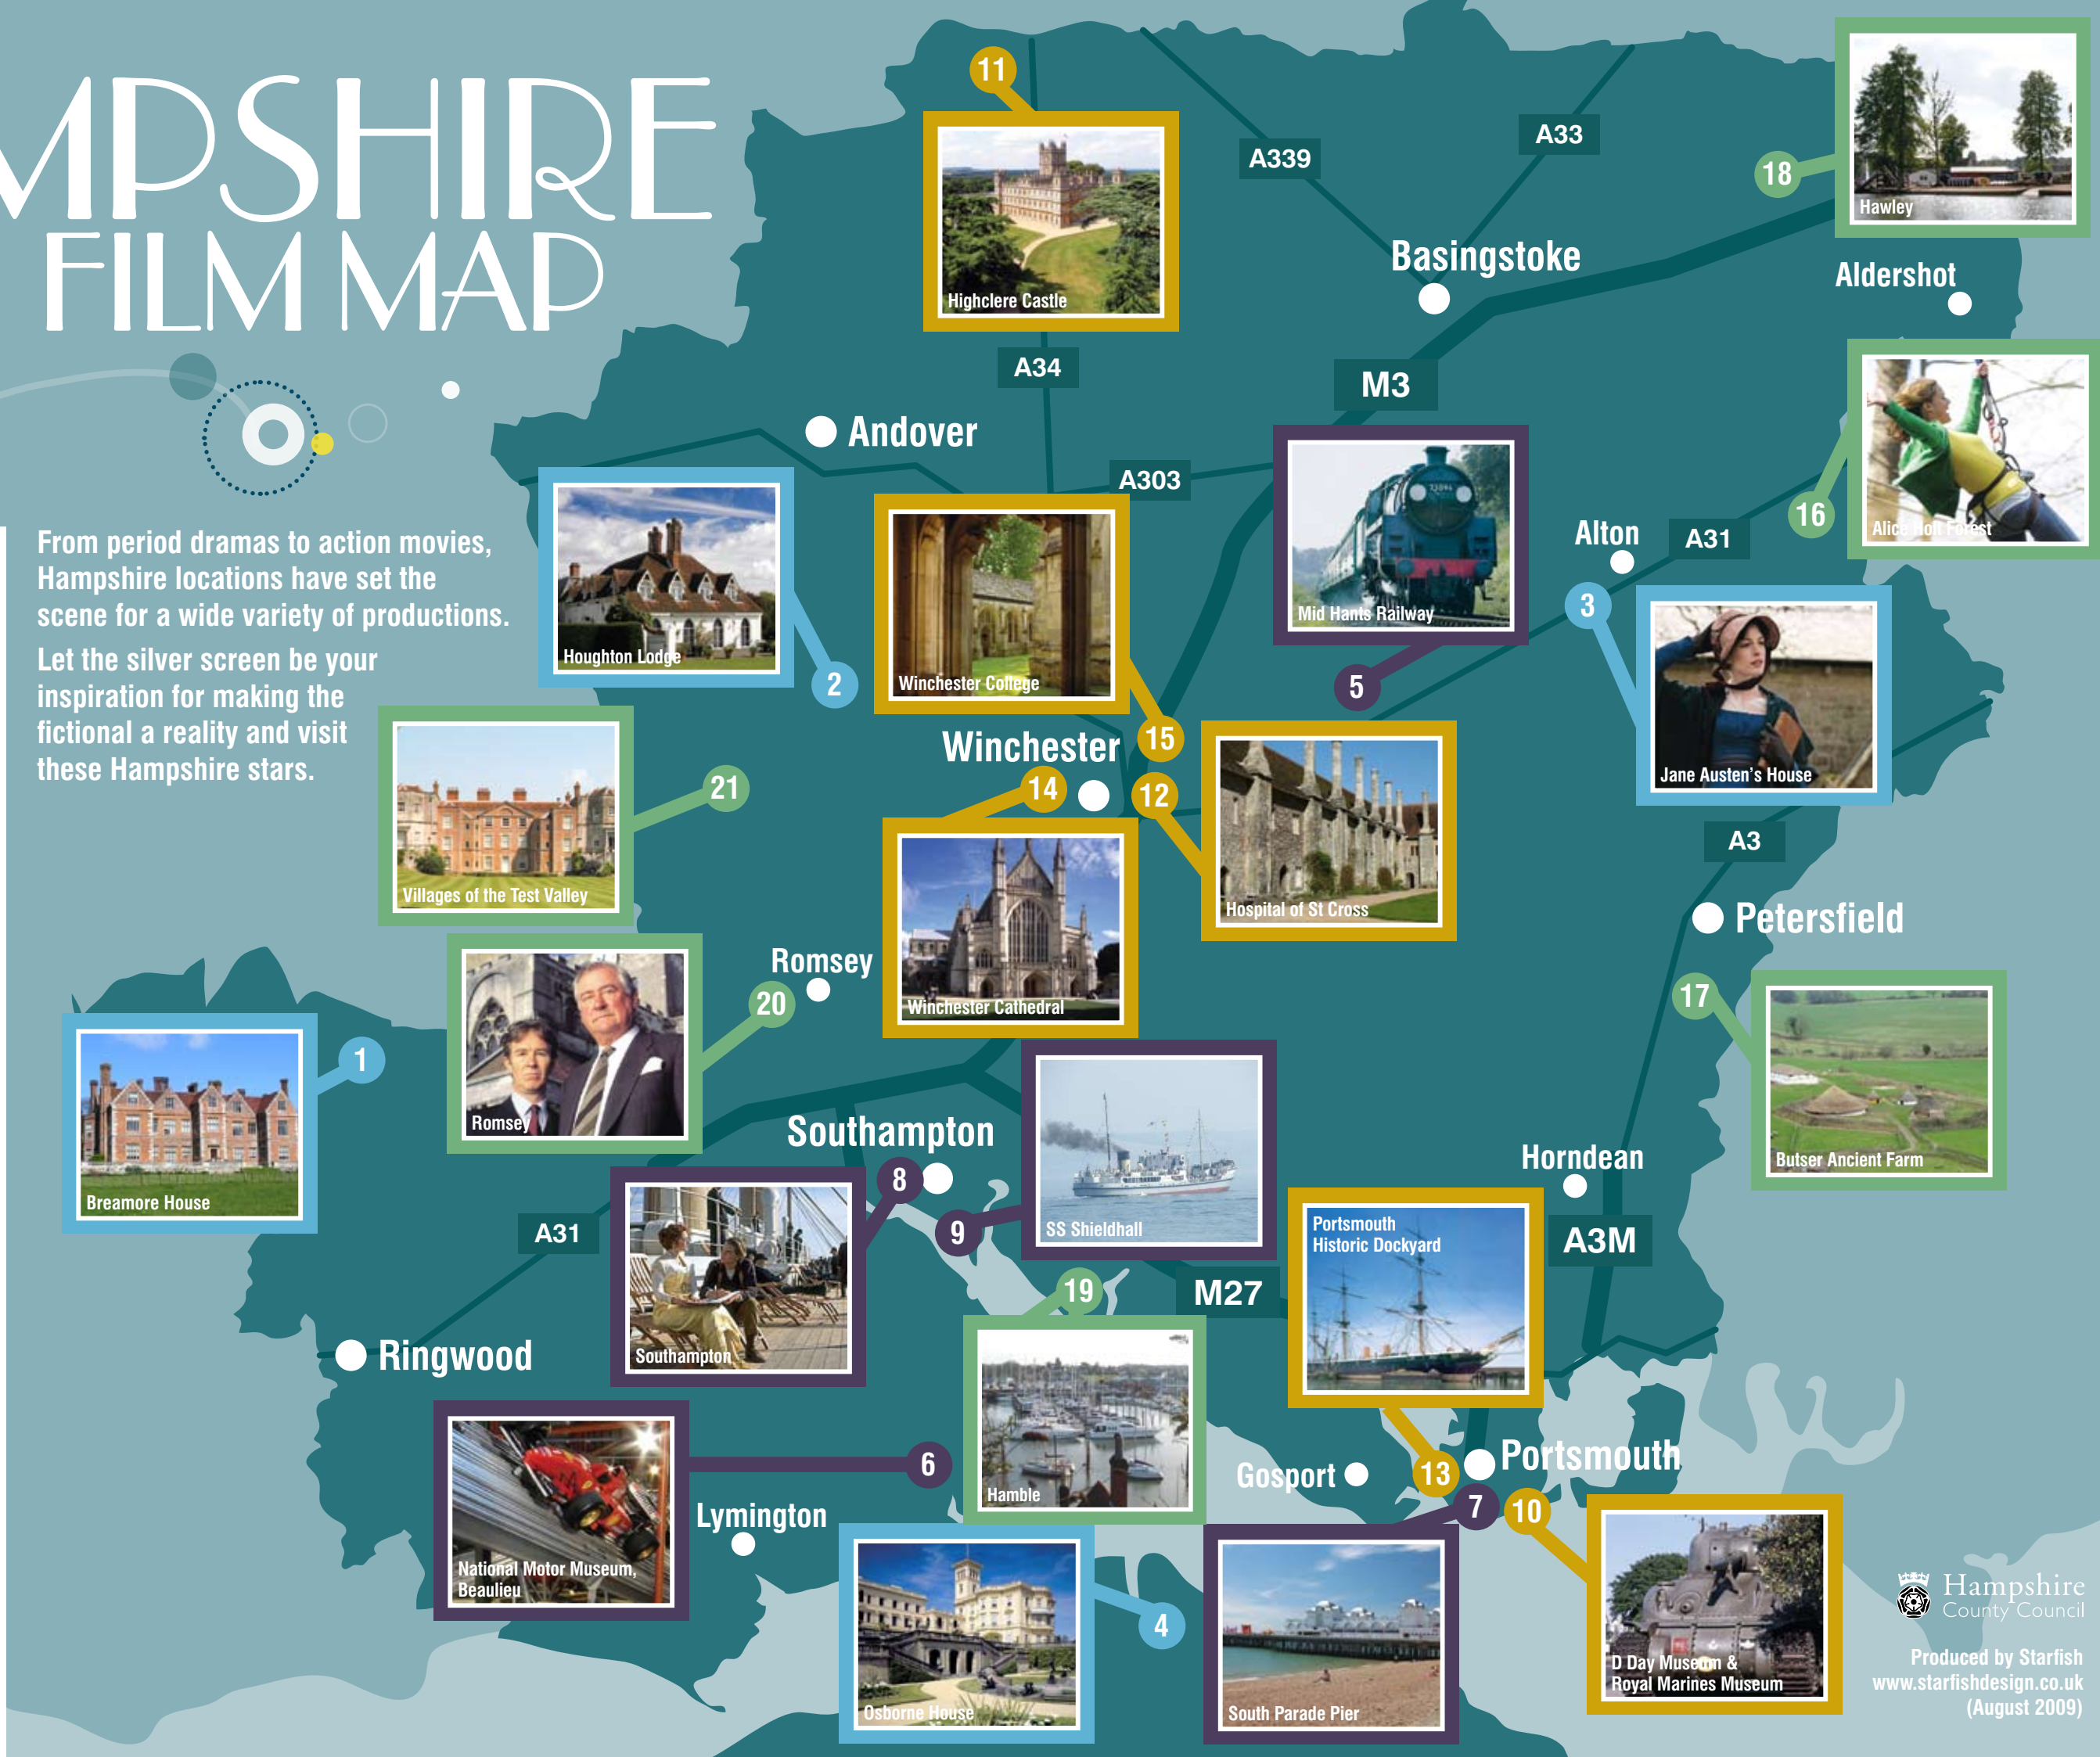 MPSHIRE
FILM MAP
From period dramas to action movies,
Hampshire locations have set the
scene for a wide variety of productions.
Let the silver screen be your
inspiration for making the
fictional a reality and visit
these Hampshire stars.
11
Highclere Castle
A339
A33
18
Hawley
Basingstoke
Aldershot
A34
M3
Andover
A303
Houghton Lodge
2
Winchester College
15
Mid Hants Railway
5
Alton
A31
16
Alice Holt Forest
3
Jane Austen's House
Villages of the Test Valley
21
Winchester
14
12
Hospital of St Cross
A3
Petersfield
Winchester Cathedral
Romsey
20
Romsey
17
Butser Ancient Farm
1
Breamore House
Southampton
8
9
SS Shieldhall
Horndean
A3M
A31
Southampton
19
M27
Portsmouth
Historic Dockyard
Ringwood
Hamble
6
National Motor Museum,
Beaulieu
Lymington
Gosport
13
Portsmouth
7
10
Osborne House
4
South Parade Pier
D Day Museum &
Royal Marines Museum
Hampshire
County Council
Produced by Starfish
www.starfishdesign.co.uk
(August 2009)